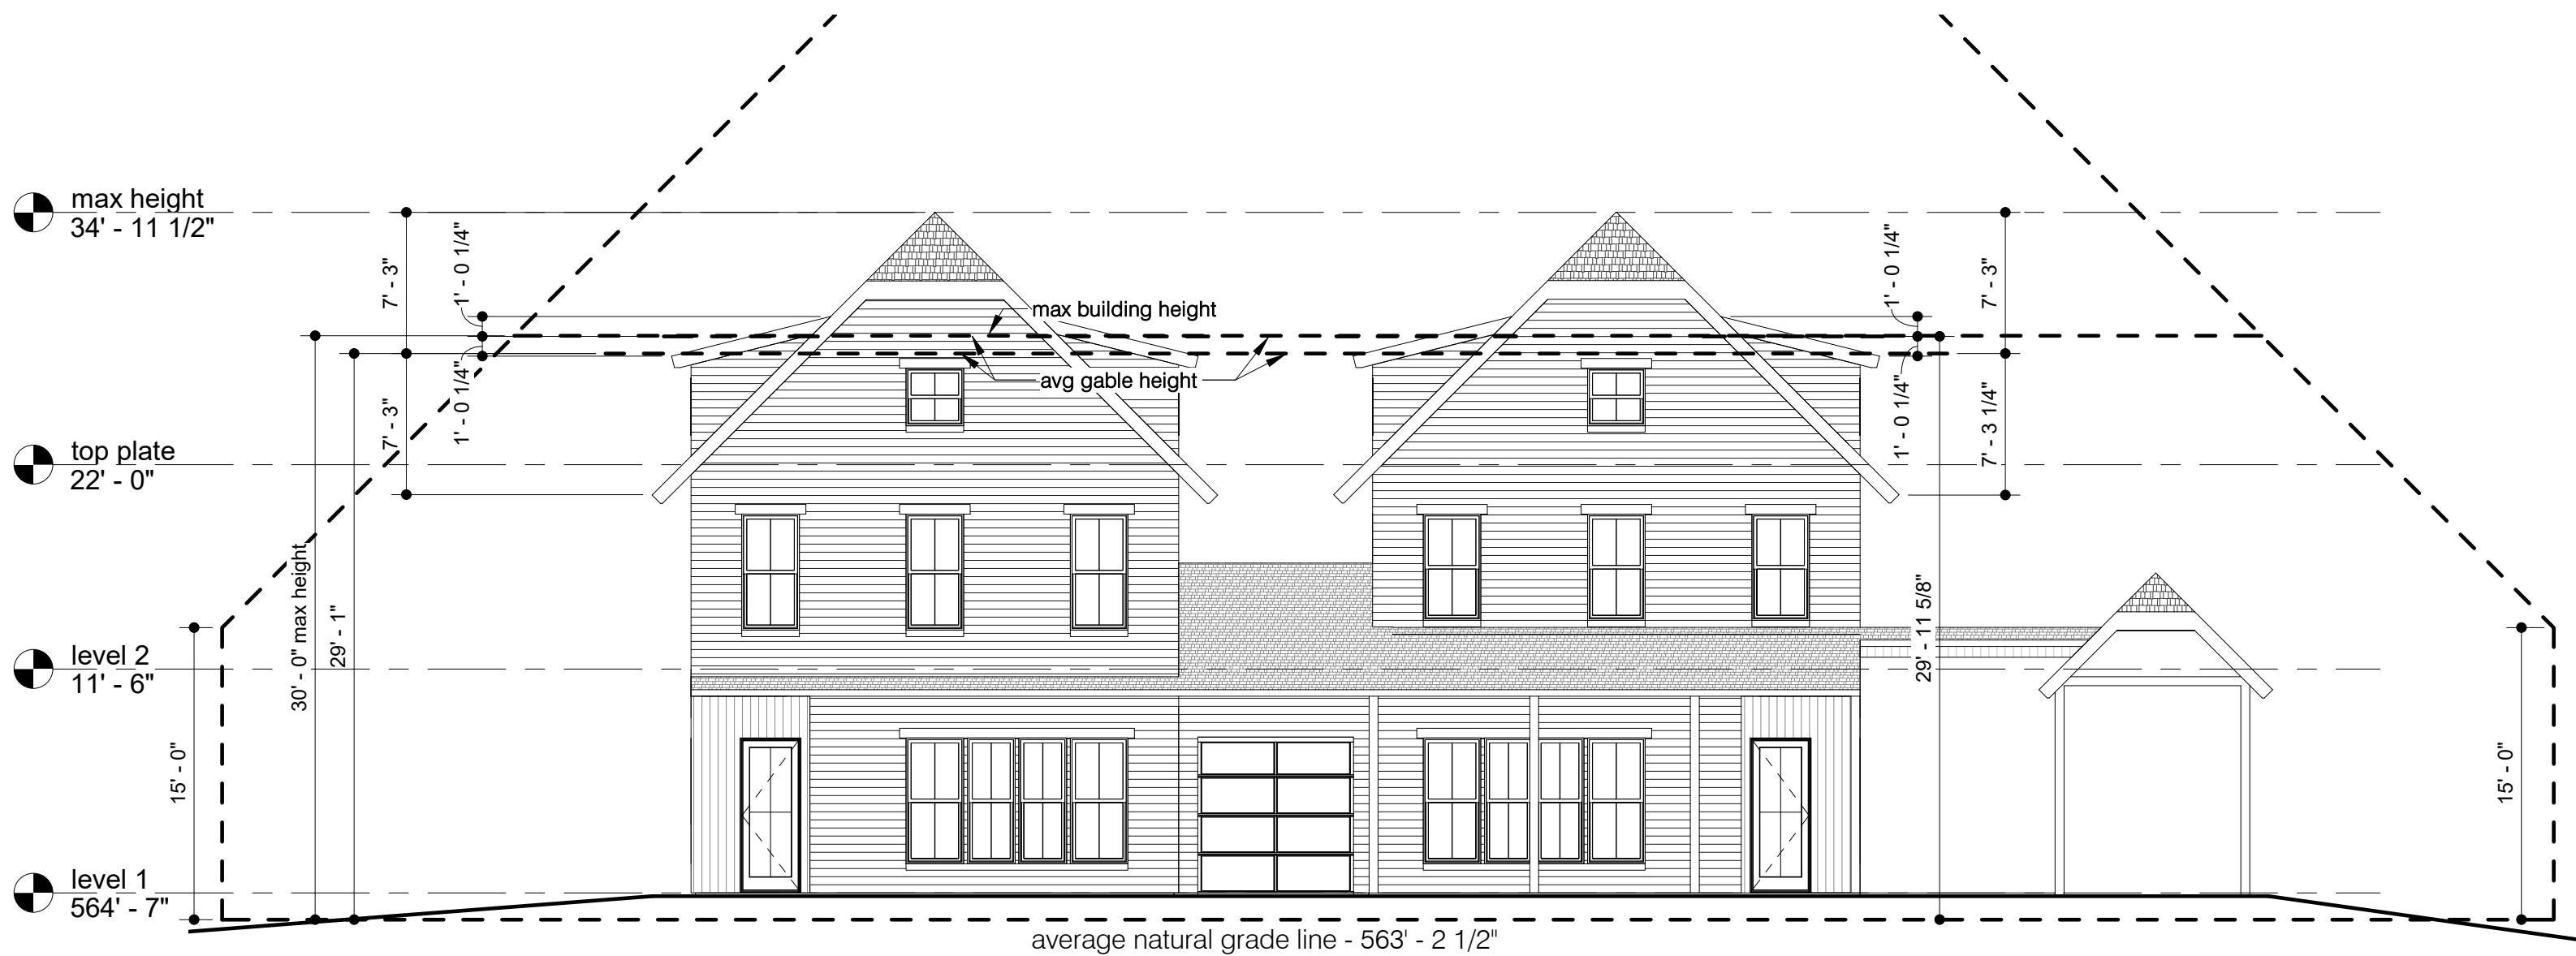 max height
34' - 11 1/2"
7' - 3"
1' - 0 1/4"
1' - 0 1/4"
7' - 3"
max building height
avg gable height
1' - 0 1/4"
7' - 3"
1' - 0 1/4"
7' - 3 1/4"
top plate
22' - 0"
30' - 0" max height
29' - 1"
29' - 11 5/8"
level 2
11' - 6"
15' - 0"
15' - 0"
level 1
564' - 7"
average natural grade line - 563' - 2 1/2"